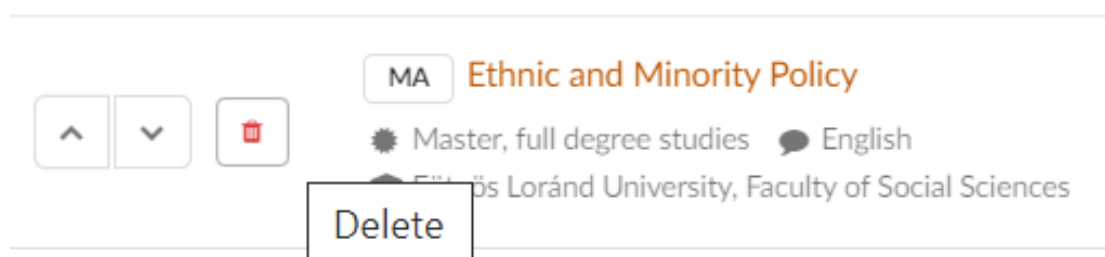 MA Ethnic and Minority Policy
Master, full degree studies English
Loránd University, Faculty of Social Sciences
Delete